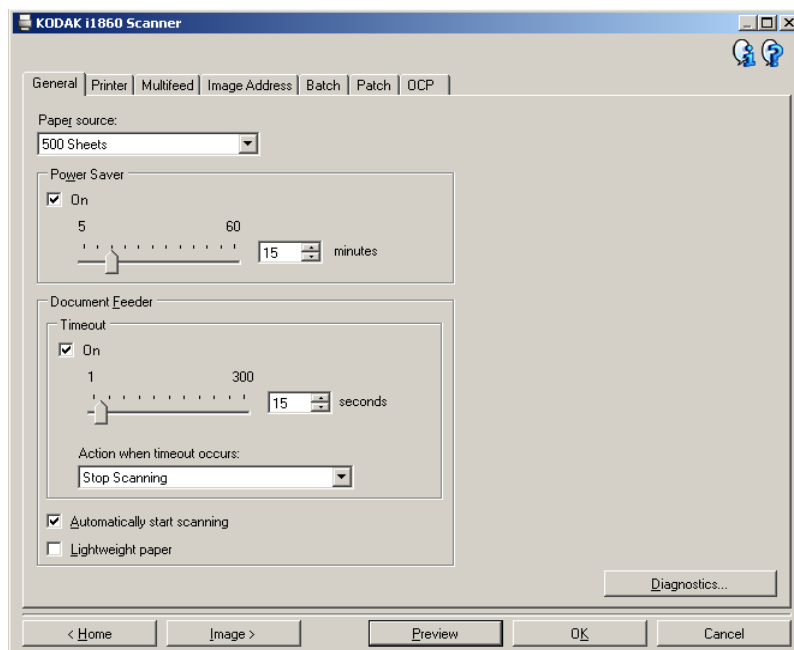 KODAK i1860 Scanner
General Printer Multifeed Image Address Batch Patch OCP
Paper source:
500 Sheets
Power Saver
On
5 60
15 minutes
Document Feeder
Timeout
On
1 300
15 seconds
Action when timeout occurs:
Stop Scanning
Automatically start scanning
Lightweight paper
Diagnostics...
< Home Image > Preview OK Cancel